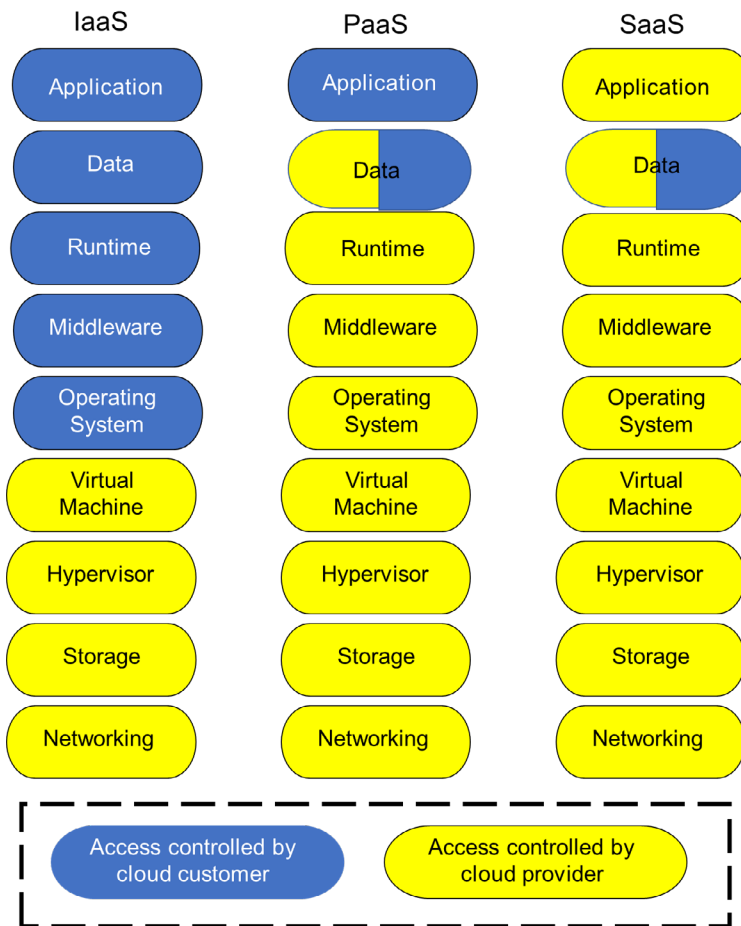 IaaS
PaaS
SaaS
Application
Application
Application
Data
Data
Data
Runtime
Runtime
Runtime
Middleware
Middleware
Middleware
Operating
System
Operating
System
Operating
System
Virtual
Machine
Virtual
Machine
Virtual
Machine
Hypervisor
Hypervisor
Hypervisor
Storage
Storage
Storage
Networking
Networking
Networking
Access controlled by
cloud customer
Access controlled by
cloud provider